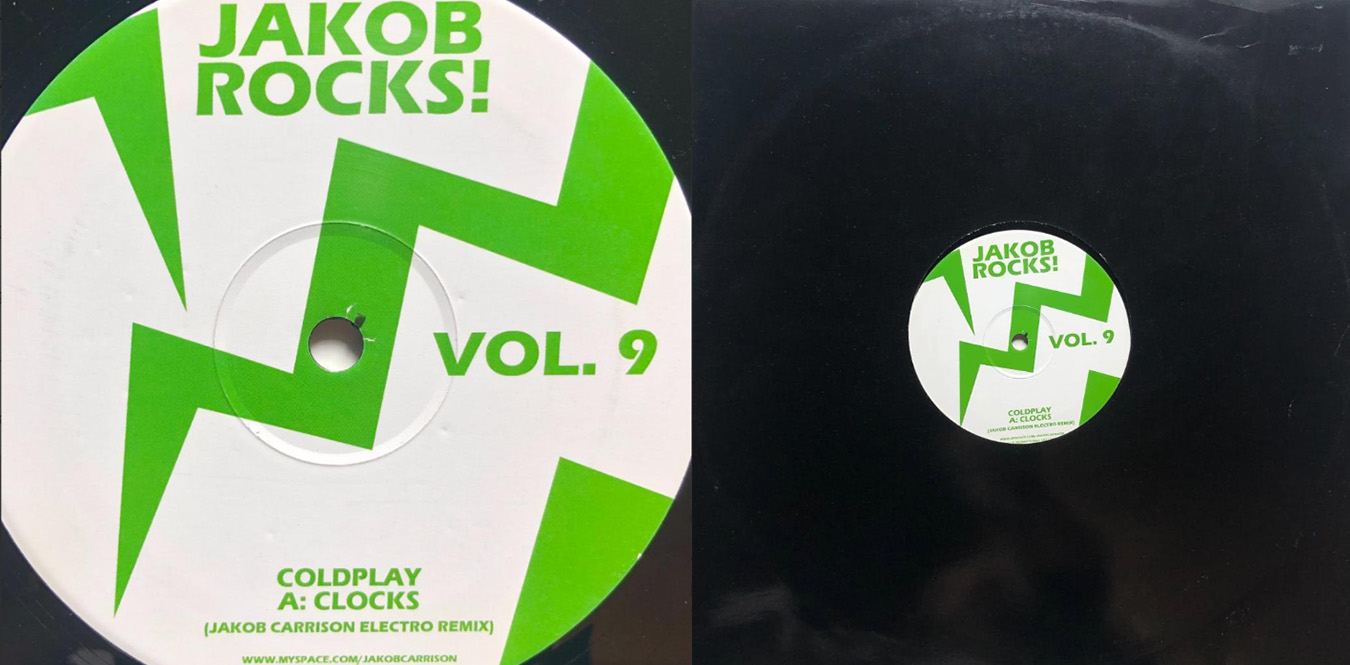 JAKOB
ROCKS!
VOL. 9
COLDPLAY
A: CLOCKS
(JAKOB CARRISON ELECTRO REMIX)
WWW.MYSPACE.COM/JAKOBCARRISON
JAKOB
ROCKS!
VOL. 9
COLDPLAY
A: CLOCKS
(JAKOB CARRISON ELECTRO REMIX)